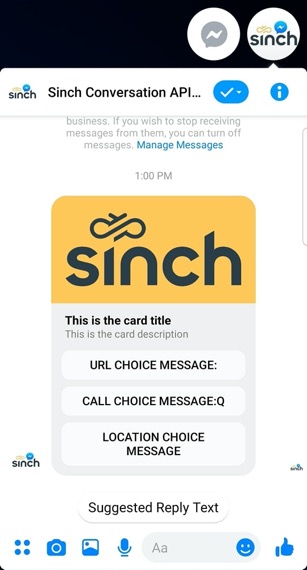 sinch
sinch
Sinch Conversation API...
business. If you wish to stop receiving
messages from them, you can turn off
messages. Manage Messages
1:00 PM
sinch
This is the card title
This is the card description
URL CHOICE MESSAGE:
CALL CHOICE MESSAGE:Q
LOCATION CHOICE
MESSAGE
sinch
sinch
Suggested Reply Text
Aa